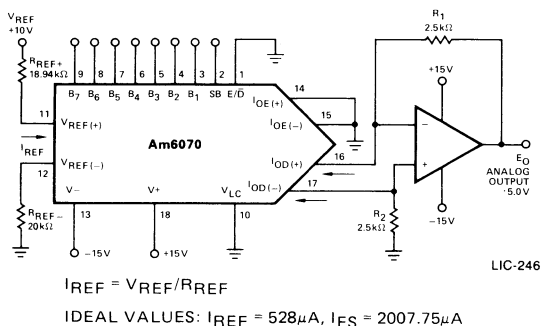 VREF
+10V
RREF+
18.94kΩ
9 8 7 6 5 4 3 2 1
B7 B6 B5 B4 B3 B2 B1 SB E/D̅
11
VREF(+)
IREF
VREF(−)
12
RREF−
20kΩ
Am6070
IOE(+)
14
IOE(−)
15
IOD(+)
16
IOD(−)
17
V− V+ VLC
13 18 10
−15V +15V
R1
2.5kΩ
+15V
−
+
−15V
R2
2.5kΩ
EO
ANALOG
OUTPUT
5.0V
LIC-246
IREF = VREF/RREF
IDEAL VALUES: IREF = 528μA, IFS = 2007.75μA